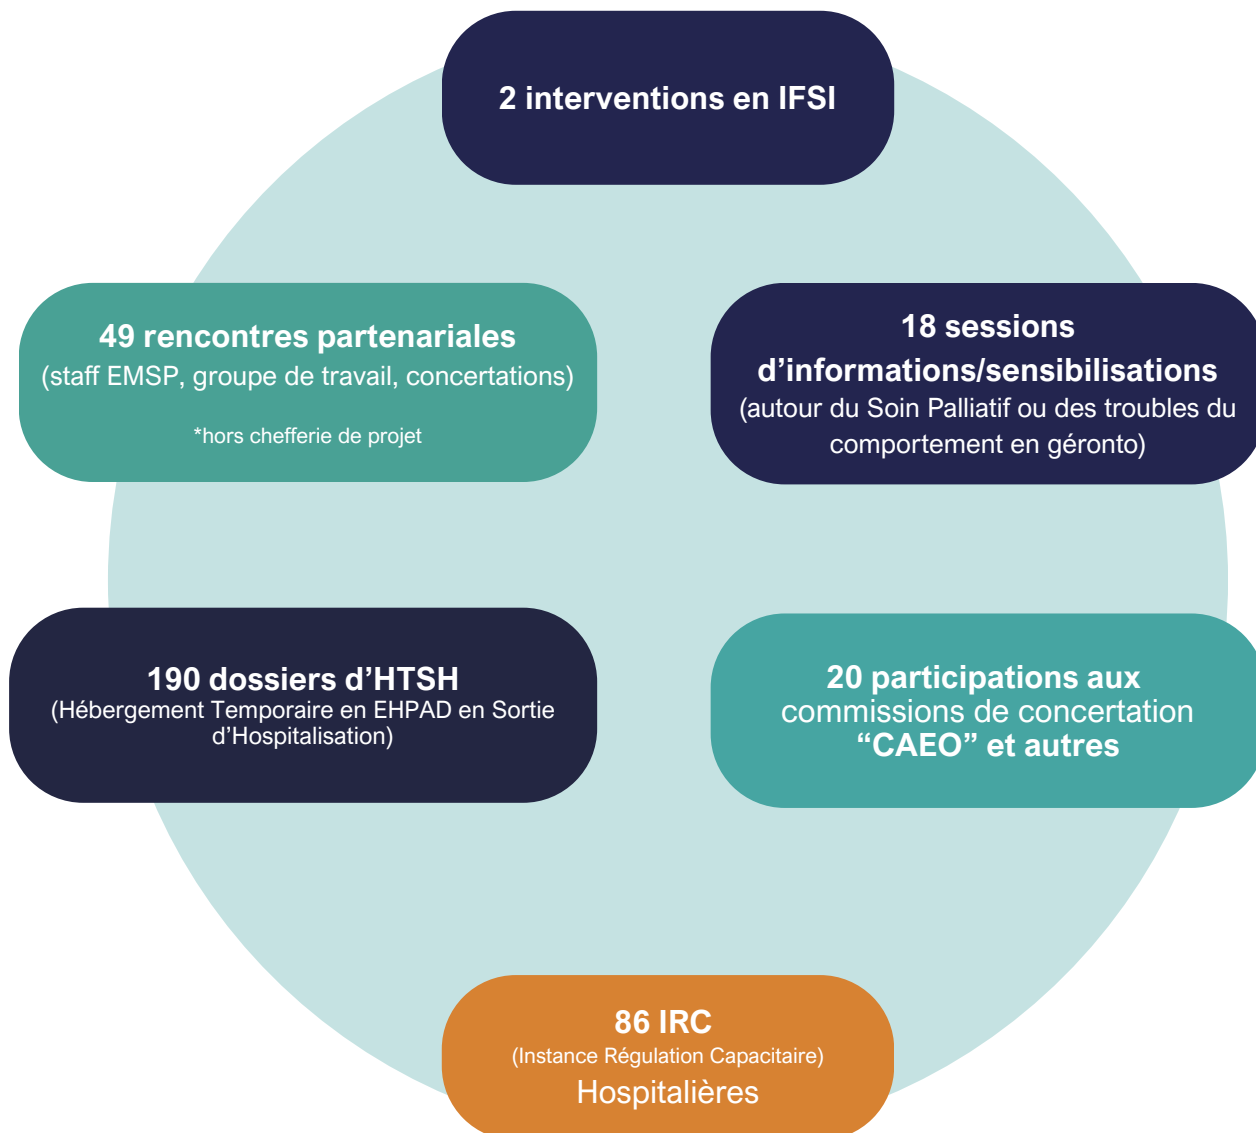 2 interventions en IFSI
49 rencontres partenariales
(staff EMSP, groupe de travail, concertations)
*hors chefferie de projet
18 sessions
d’informations/sensibilisations
(autour du Soin Palliatif ou des troubles du
comportement en géronto)
190 dossiers d’HTSH
(Hébergement Temporaire en EHPAD en Sortie
d’Hospitalisation)
20 participations aux
commissions de concertation
“CAEO” et autres
86 IRC
(Instance Régulation Capacitaire)
Hospitalières